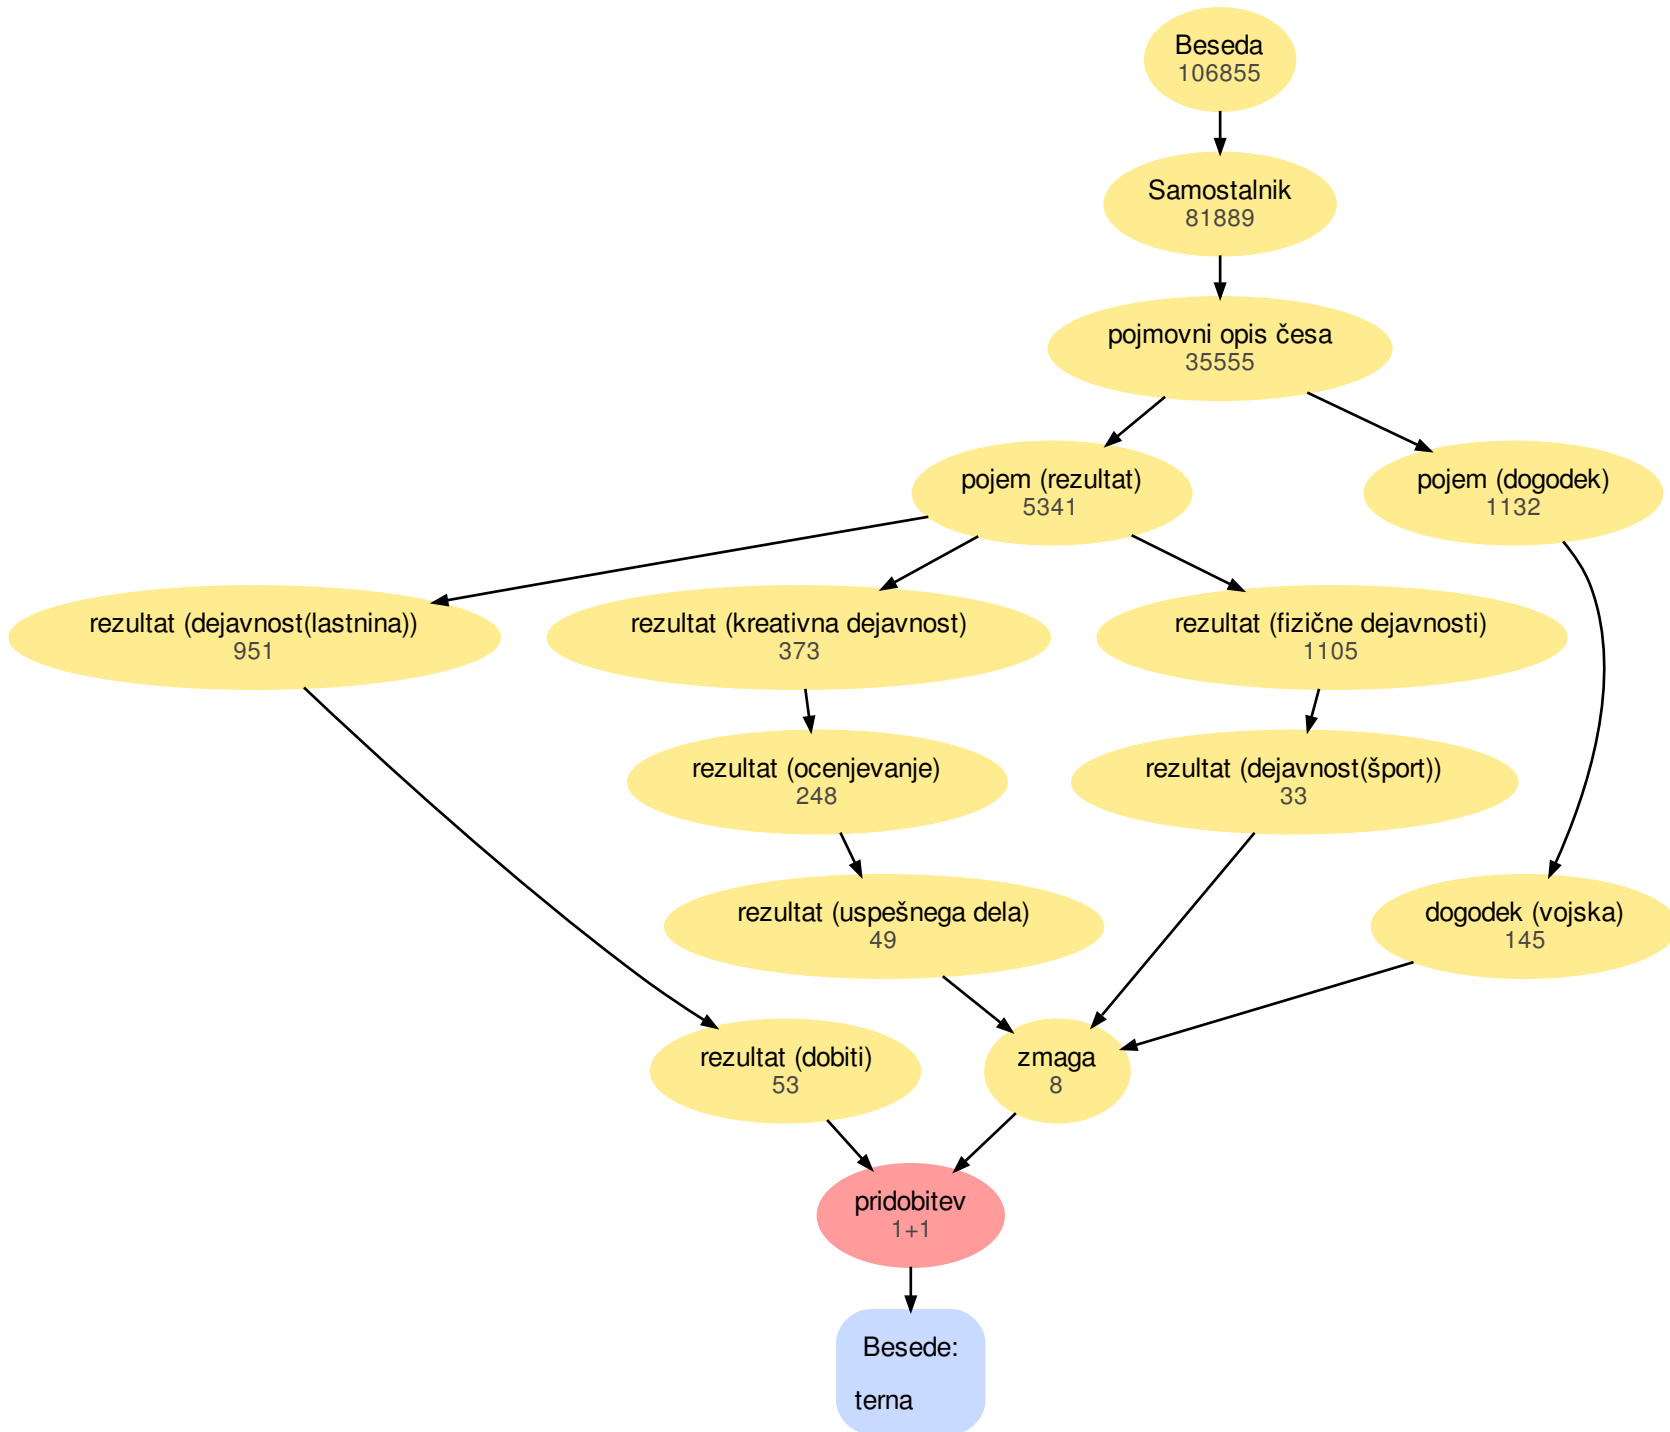 Beseda
106855
Samostalnik
81889
pojmovni opis česa
35555
pojem (rezultat)
5341
pojem (dogodek)
1132
rezultat (dejavnost(lastnina))
951
rezultat (kreativna dejavnost)
373
rezultat (fizične dejavnosti)
1105
rezultat (ocenjevanje)
248
rezultat (dejavnost(šport))
33
rezultat (uspešnega dela)
49
dogodek (vojska)
145
rezultat (dobiti)
53
zmaga
8
pridobitev
1+1
Besede:
terna